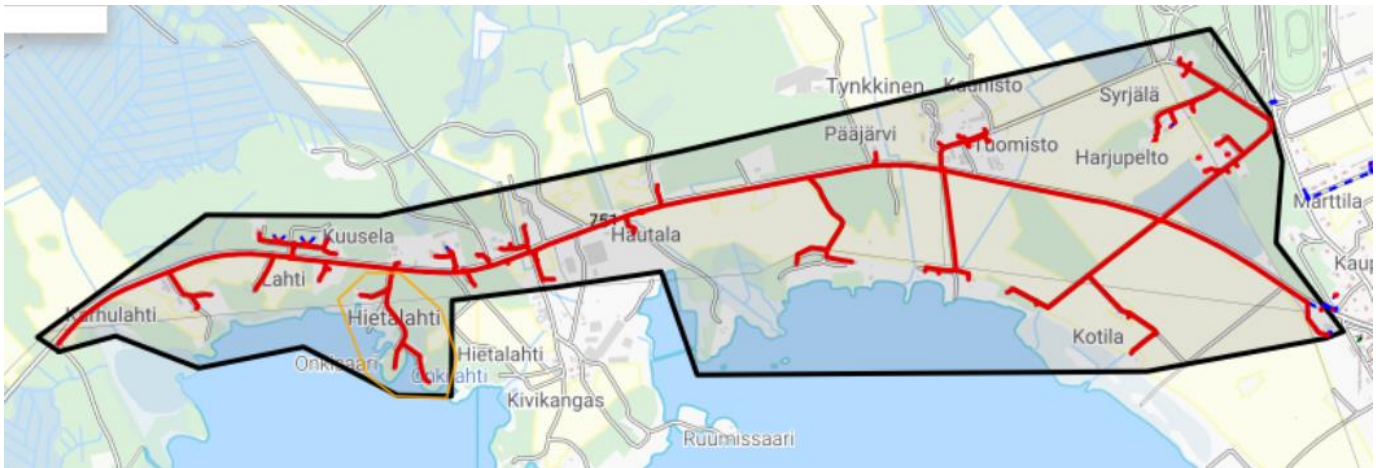 Tynkkinen
Kaunisto
Syrjälä
Pääjärvi
Tuomisto
Harjupelto
Marttila
751
Kuusela
Hautala
Kaup
Lahti
Karhulahti
Hietalahti
Kotila
Hietalahti
Onkisaari
Onkilahti
Kivikangas
Ruumissaari